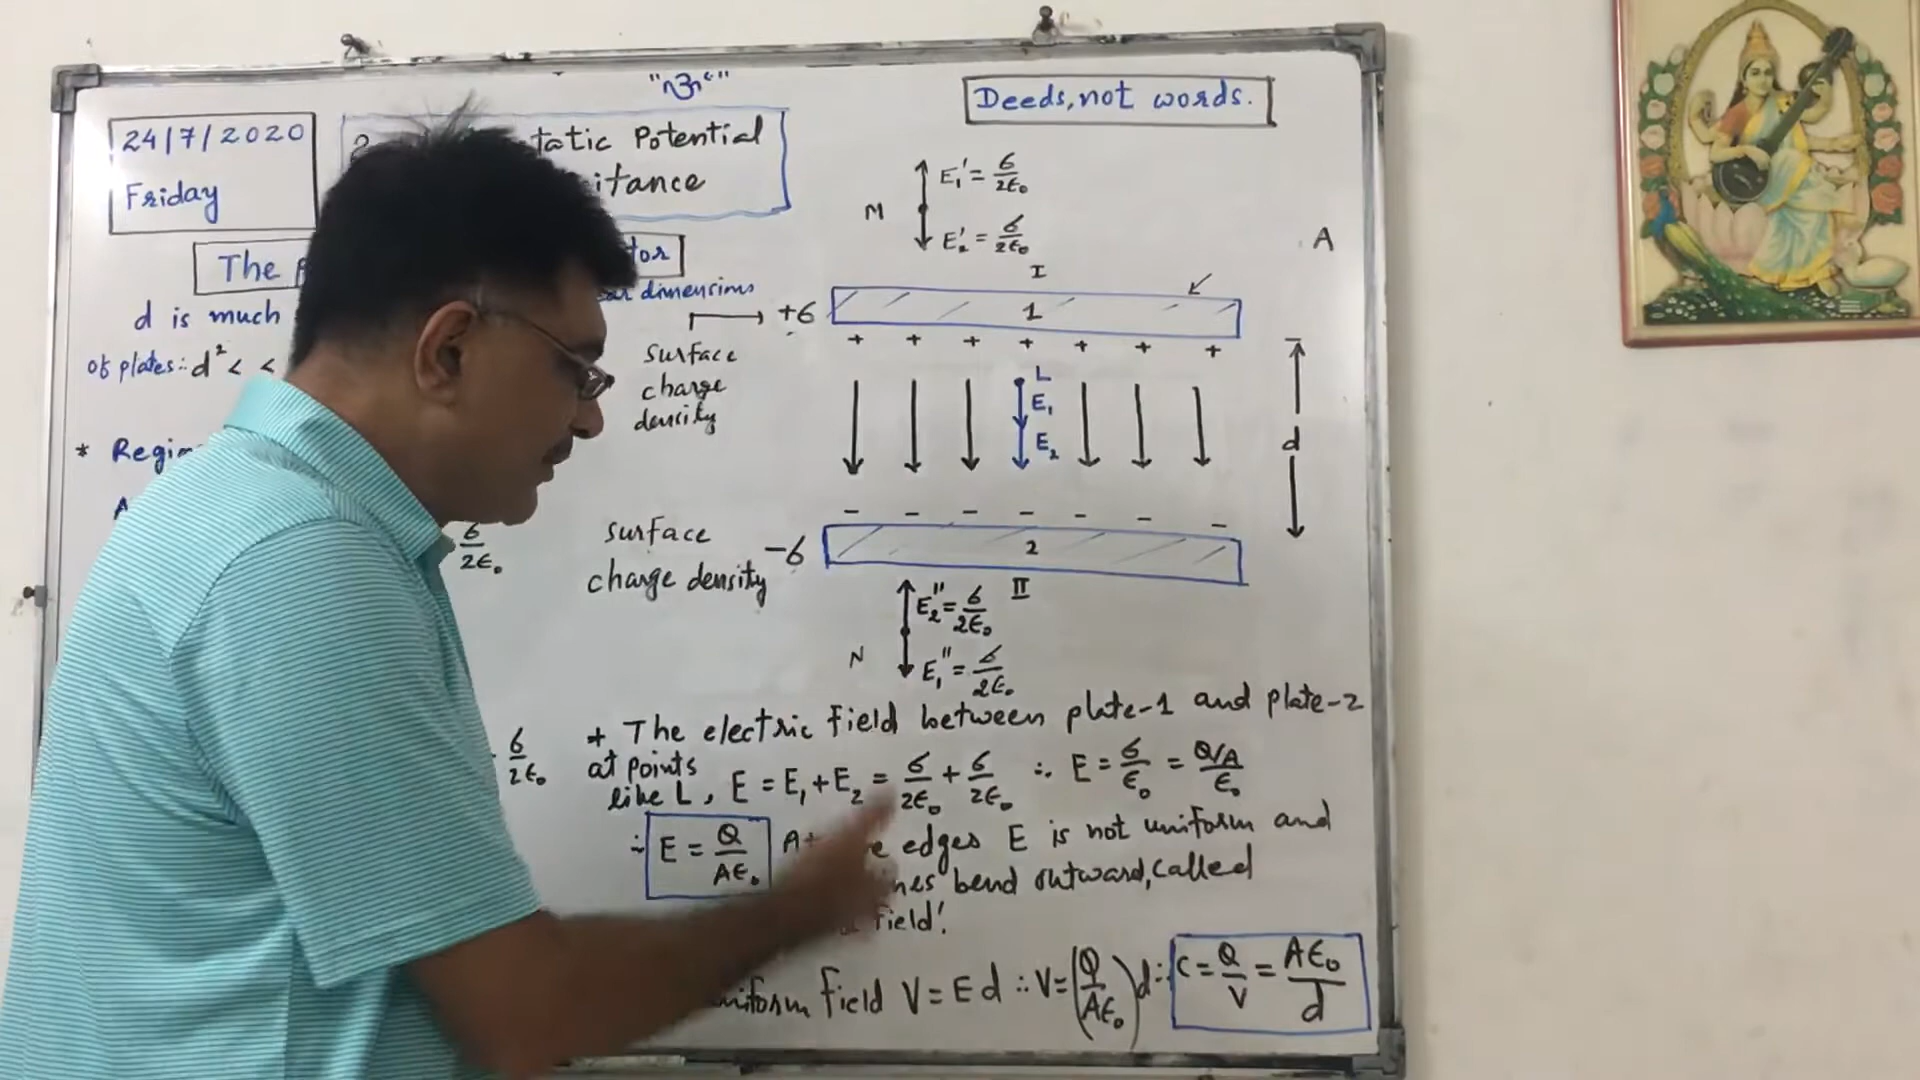 Deeds, not words.
24/7/2020
Friday
tatic Potential
itance
The
tor
d is much
dimensions
of plates ∴ d² < <
* Regi
M
E₁' = σ/2ε₀
E₂' = σ/2ε₀
A
I
+σ
1
surface
charge
density
+ + + + + + +
L
E₁
E₂
d
- - - - - - -
surface
charge density
-σ
2
II
σ/2ε₀
E₂'' = σ/2ε₀
N
E₁'' = σ/2ε₀
σ/2ε₀
+ The electric field between plate-1 and plate-2
at points
like L, E = E₁ + E₂ = σ/2ε₀ + σ/2ε₀ ∴ E = σ/ε₀ = Q/A/ε₀
∴ E = Q/Aε₀
edges E is not uniform and
bend outward, called
field'.
field V = Ed ∴ V = (Q/Aε₀)d ∴ C = Q/V = Aε₀/d